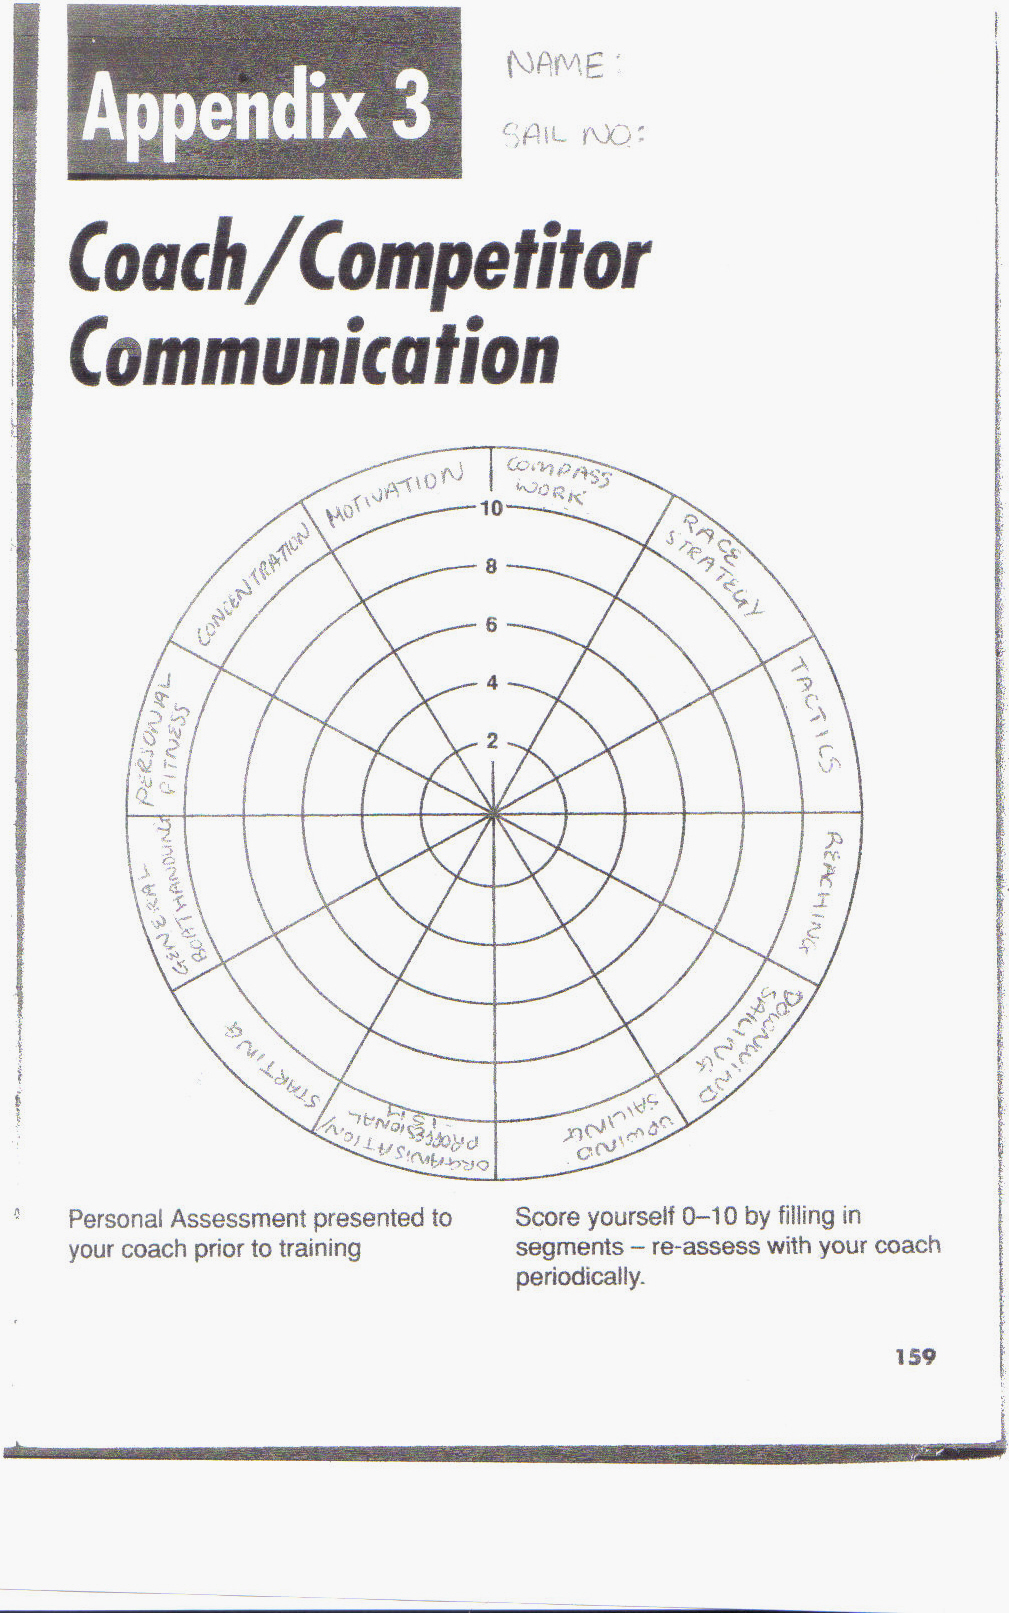 Appendix 3
NAME:
SAIL NO:
Coach/Competitor
Communication
COMPASS
WORK
RACE
STRATEGY
TACTICS
REACHING
DOWNWIND
SAILING
UPWIND
SAILING
ORGANISATION/
PROFFESIONAL
-ISM
STARTING
GENERAL
BOATHANDLING
PERSONAL
FITNESS
CONCENTRATION
MOTIVATION
10
8
6
4
2
Personal Assessment presented to
your coach prior to training
Score yourself 0–10 by filling in
segments – re-assess with your coach
periodically.
159